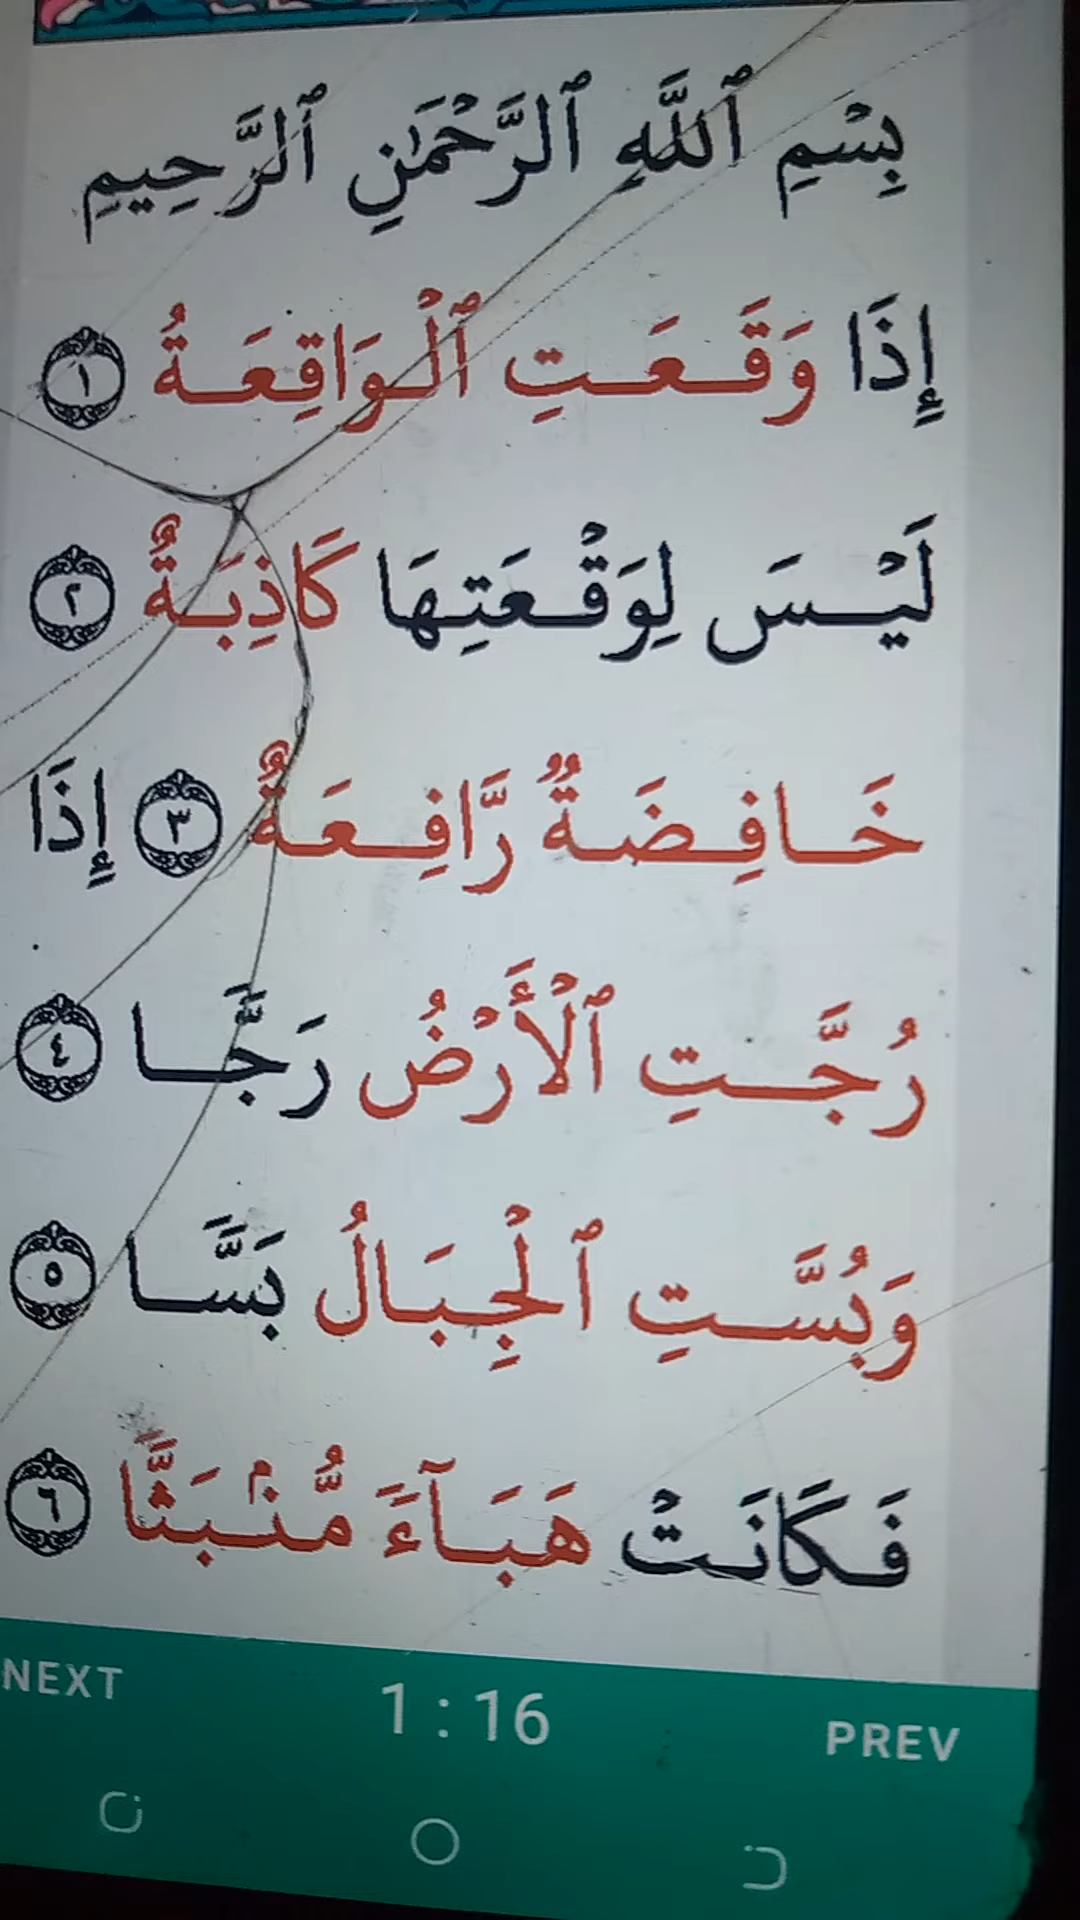 بِسْمِ ٱللَّهِ ٱلرَّحْمَٰنِ ٱلرَّحِيمِ
إِذَا وَقَعَتِ ٱلْوَاقِعَةُ ١
لَيْسَ لِوَقْعَتِهَا كَاذِبَةٌ ٢
خَافِضَةٌ رَّافِعَةٌ ٣ إِذَا
رُجَّتِ ٱلْأَرْضُ رَجًّا ٤
وَبُسَّتِ ٱلْجِبَالُ بَسًّا ٥
فَكَانَتْ هَبَآءً مُّنۢبَثًّا ٦
NEXT 1 : 16 PREV